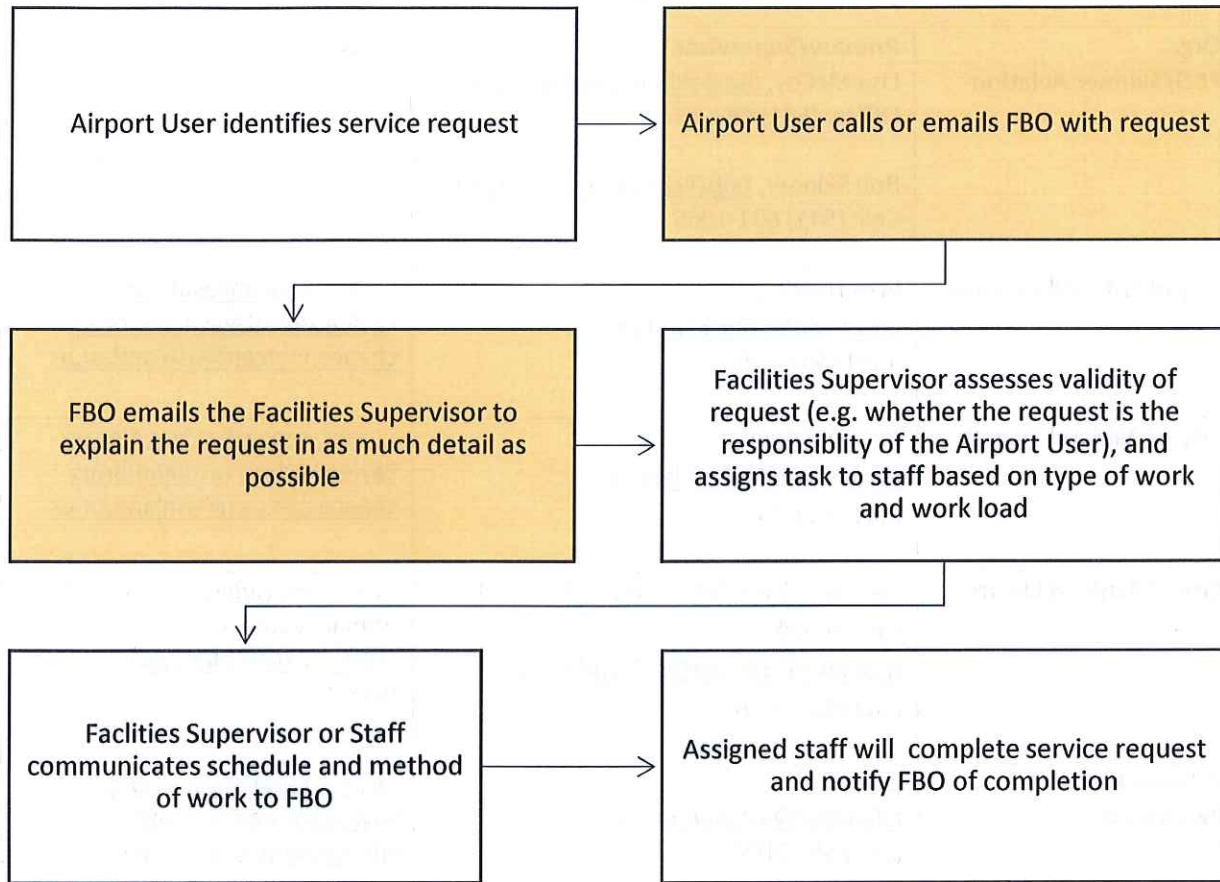 Airport User identifies service request
Airport User calls or emails FBO with request
FBO emails the Facilities Supervisor to
explain the request in as much detail as
possible
Facilities Supervisor assesses validity of
request (e.g. whether the request is the
responsiblity of the Airport User), and
assigns task to staff based on type of work
and work load
Faclities Supervisor or Staff
communicates schedule and method
of work to FBO
Assigned staff will complete service request
and notify FBO of completion